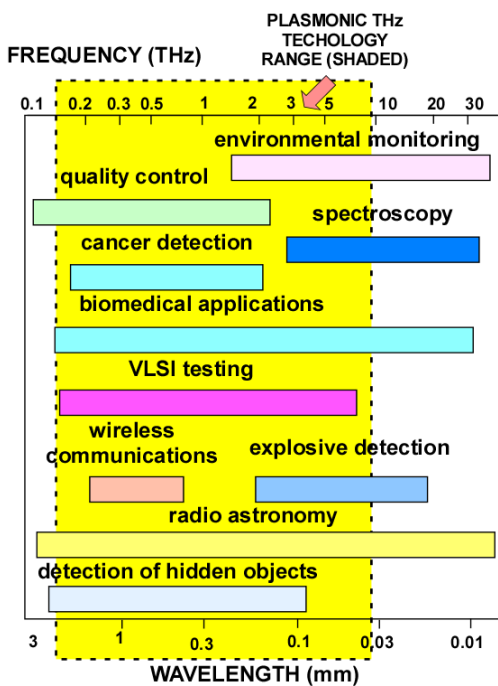 PLASMONIC THz
TECHOLOGY
RANGE (SHADED)
FREQUENCY (THz)
0.1 0.2 0.3 0.5 1 2 3 5 10 20 30
environmental monitoring
quality control
spectroscopy
cancer detection
biomedical applications
VLSI testing
wireless
communications
explosive detection
radio astronomy
detection of hidden objects
3 1 0.3 0.1 0.03 0.01
WAVELENGTH (mm)